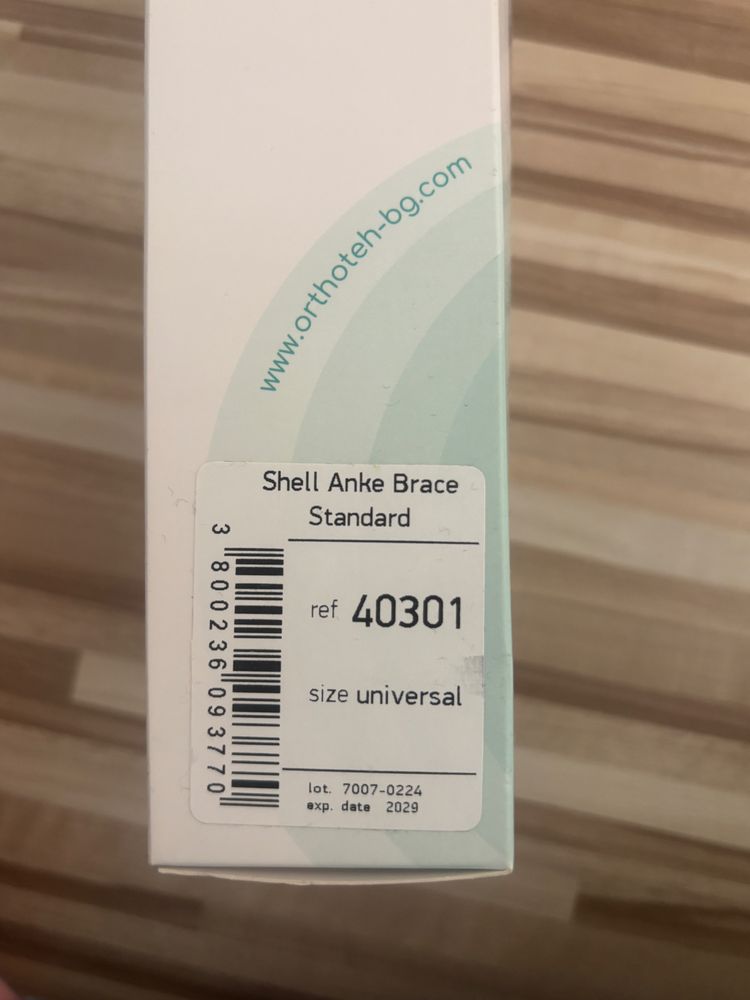 www.orthoteh-bg.com
Shell Anke Brace
Standard
ref 40301
size universal
lot. 7007-0224
exp. date 2029
3 800236 093770